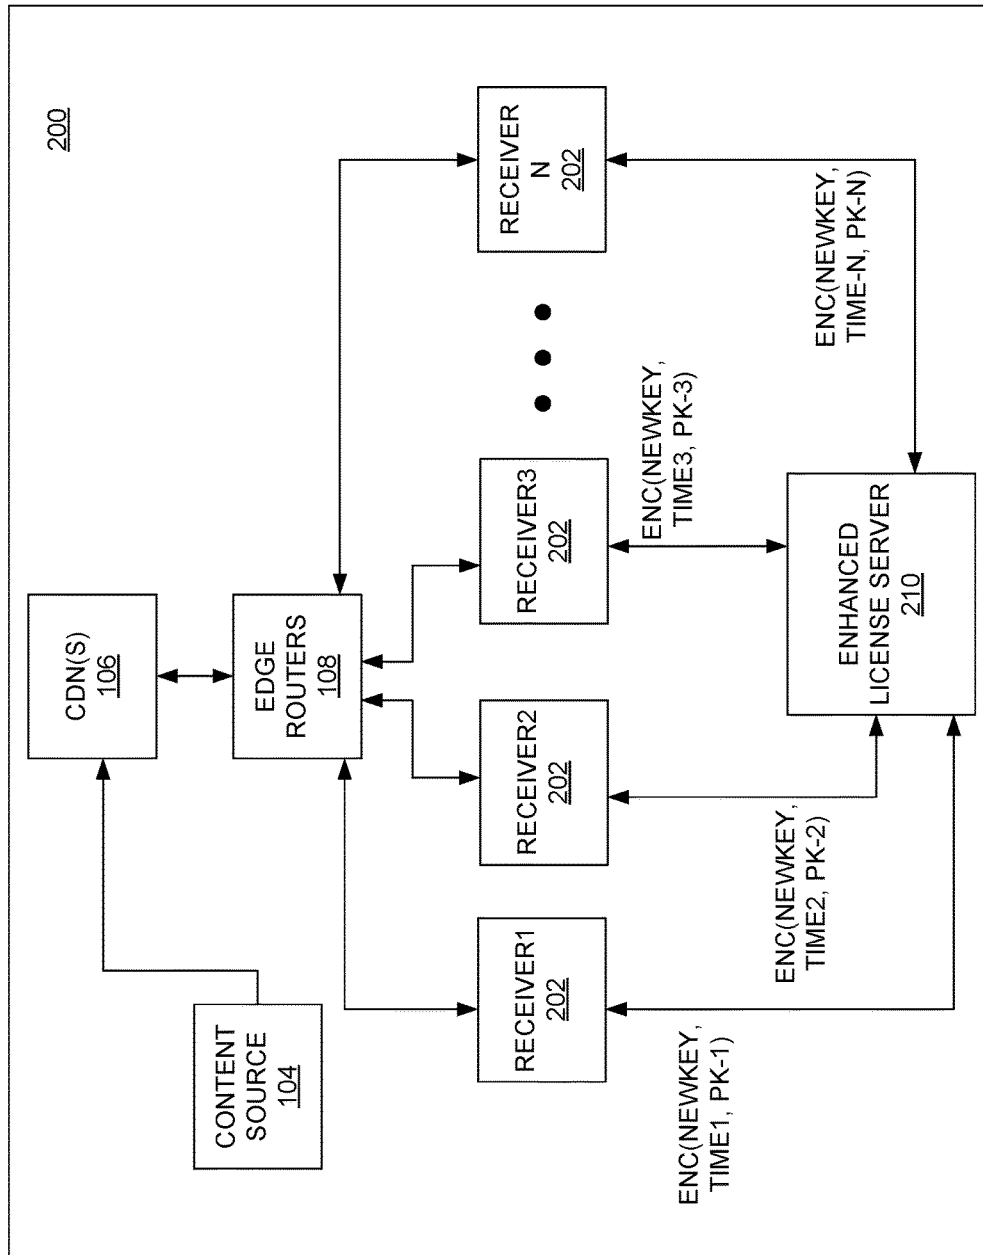 200
CONTENT
SOURCE
104
CDN(S)
106
EDGE
ROUTERS
108
RECEIVER1
202
RECEIVER2
202
RECEIVER3
202
RECEIVER
N
202
ENC(NEWKEY,
TIME1, PK-1)
ENC(NEWKEY,
TIME2, PK-2)
ENC(NEWKEY,
TIME3, PK-3)
ENC(NEWKEY,
TIME-N, PK-N)
ENHANCED
LICENSE SERVER
210